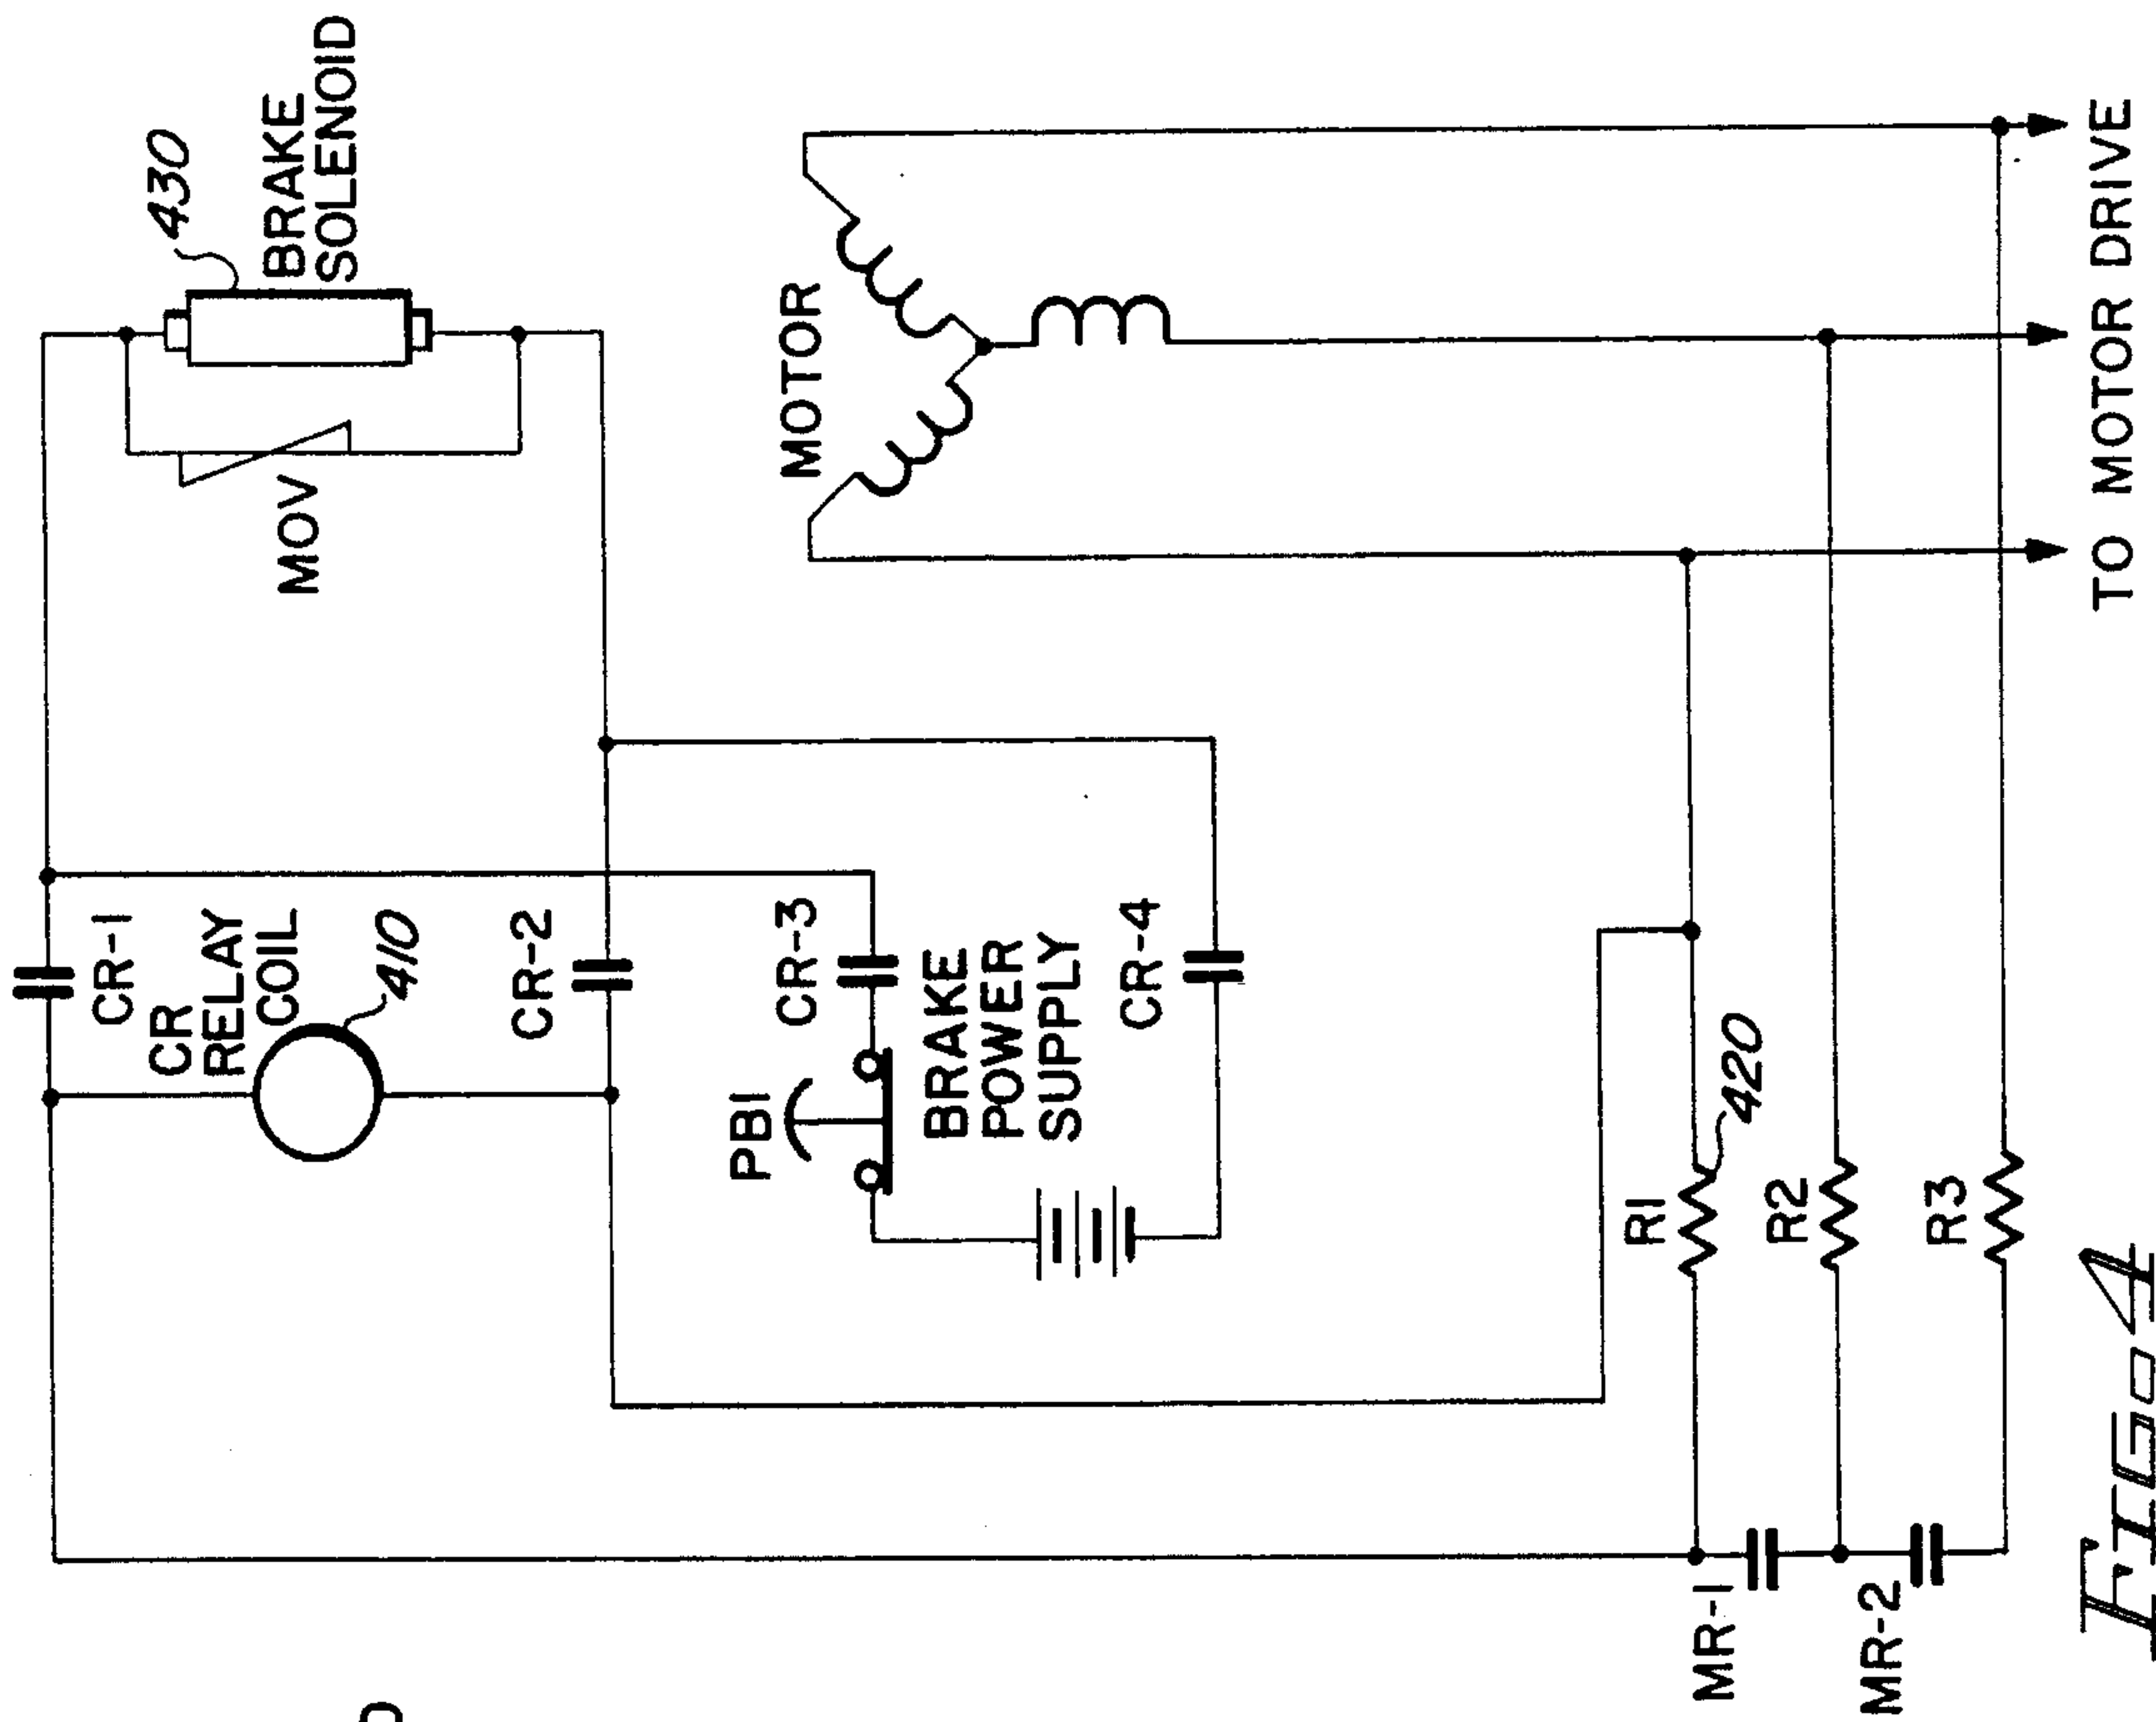 430
BRAKE
SOLENOID
MOV
CR-1
CR
RELAY
COIL
410
CR-2
MOTOR
PB1
CR-3
BRAKE
POWER
SUPPLY
CR-4
R1
420
R2
R3
MR-1
MR-2
TO MOTOR DRIVE
FIG. 4